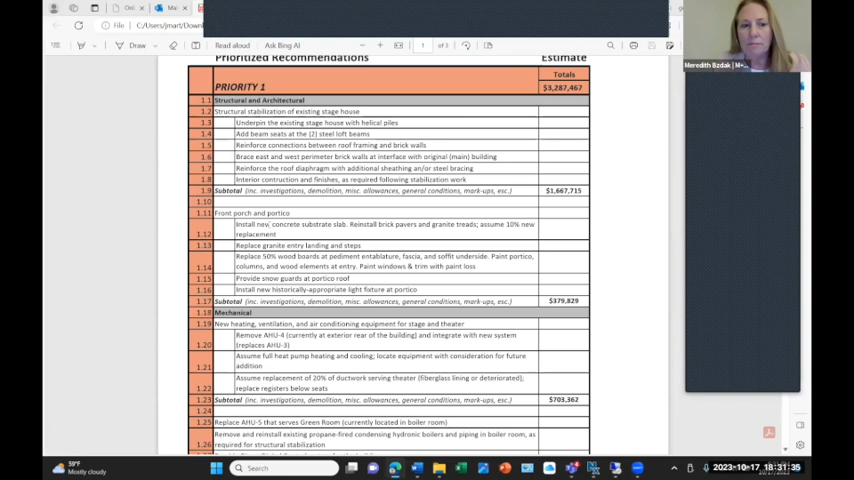 File
C:/Users/jmart/Down
Draw
Read aloud
Ask Bing AI
1
of 3
Meredith Bzdak | M+...
Prioritized Recommendations Estimate
Totals
PRIORITY 1 $3,287,467
1.1 Structural and Architectural
1.2 Structural stabilization of existing stage house
1.3 Underpin the existing stage house with helical piles
1.4 Add beam seats at the (2) steel loft beams
1.5 Reinforce connections between roof framing and brick walls
1.6 Brace east and west perimeter brick walls at interface with original (main) building
1.7 Reinforce the roof diaphragm with additional sheathing an/or steel bracing
1.8 Interior contruction and finishes, as required following stabilization work
1.9 Subtotal (inc. investigations, demolition, misc. allowances, general conditions, mark-ups, esc.) $1,667,715
1.10
1.11 Front porch and portico
Install new concrete substrate slab. Reinstall brick pavers and granite treads; assume 10% new
1.12 replacement
1.13 Replace granite entry landing and steps
Replace 50% wood boards at pediment entablature, fascia, and soffit underside. Paint portico,
1.14 columns, and wood elements at entry. Paint windows & trim with paint loss
1.15 Provide snow guards at portico roof
1.16 Install new historically-appropriate light fixture at portico
1.17 Subtotal (inc. investigations, demolition, misc. allowances, general conditions, mark-ups, esc.) $379,829
1.18 Mechanical
1.19 New heating, ventilation, and air conditioning equipment for stage and theater
Remove AHU-4 (currently at exterior rear of the building) and integrate with new system
1.20 (replaces AHU-3)
Assume full heat pump heating and cooling; locate equipment with consideration for future
1.21 addition
Assume replacement of 20% of ductwork serving theater (fiberglass lining or deteriorated);
1.22 replace registers below seats
1.23 Subtotal (inc. investigations, demolition, misc. allowances, general conditions, mark-ups, esc.) $703,362
1.24
1.25 Replace AHU-5 that serves Green Room (currently located in boiler room)
Remove and reinstall existing propane-fired condensing hydronic boilers and piping in boiler room, as
1.26 required for structural stabilization
59°F
Mostly cloudy
Search
2023-10-17 18:31:35